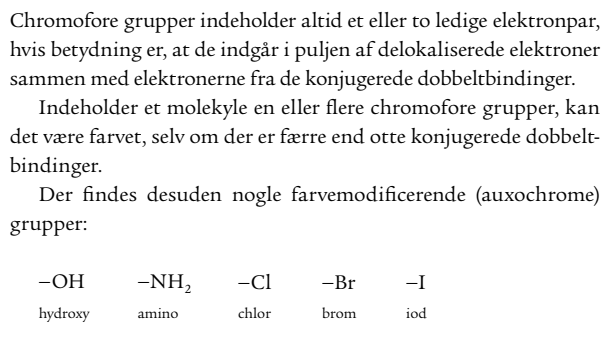 Chromofore grupper indeholder altid et eller to ledige elektronpar,
hvis betydning er, at de indgår i puljen af delokaliserede elektroner
sammen med elektronerne fra de konjugerede dobbeltbindinger.
Indeholder et molekyle en eller flere chromofore grupper, kan
det være farvet, selv om der er færre end otte konjugerede dobbelt-
bindinger.
Der findes desuden nogle farvemodificerende (auxochrome)
grupper:
–OH –NH₂ –Cl –Br –I
hydroxy amino chlor brom iod